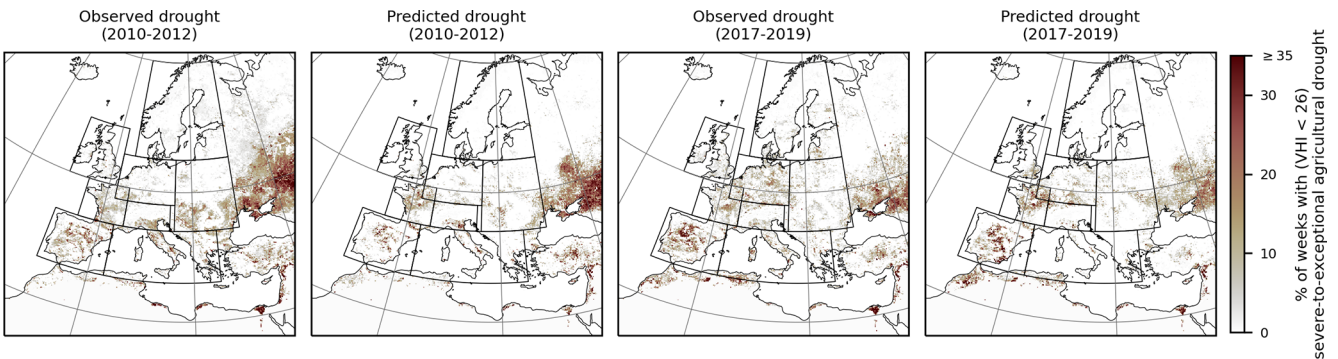 Observed drought
(2010-2012)
Predicted drought
(2010-2012)
Observed drought
(2017-2019)
Predicted drought
(2017-2019)
≥ 35
30
20
10
0
% of weeks with (VHI < 26)
severe-to-exceptional agricultural drought